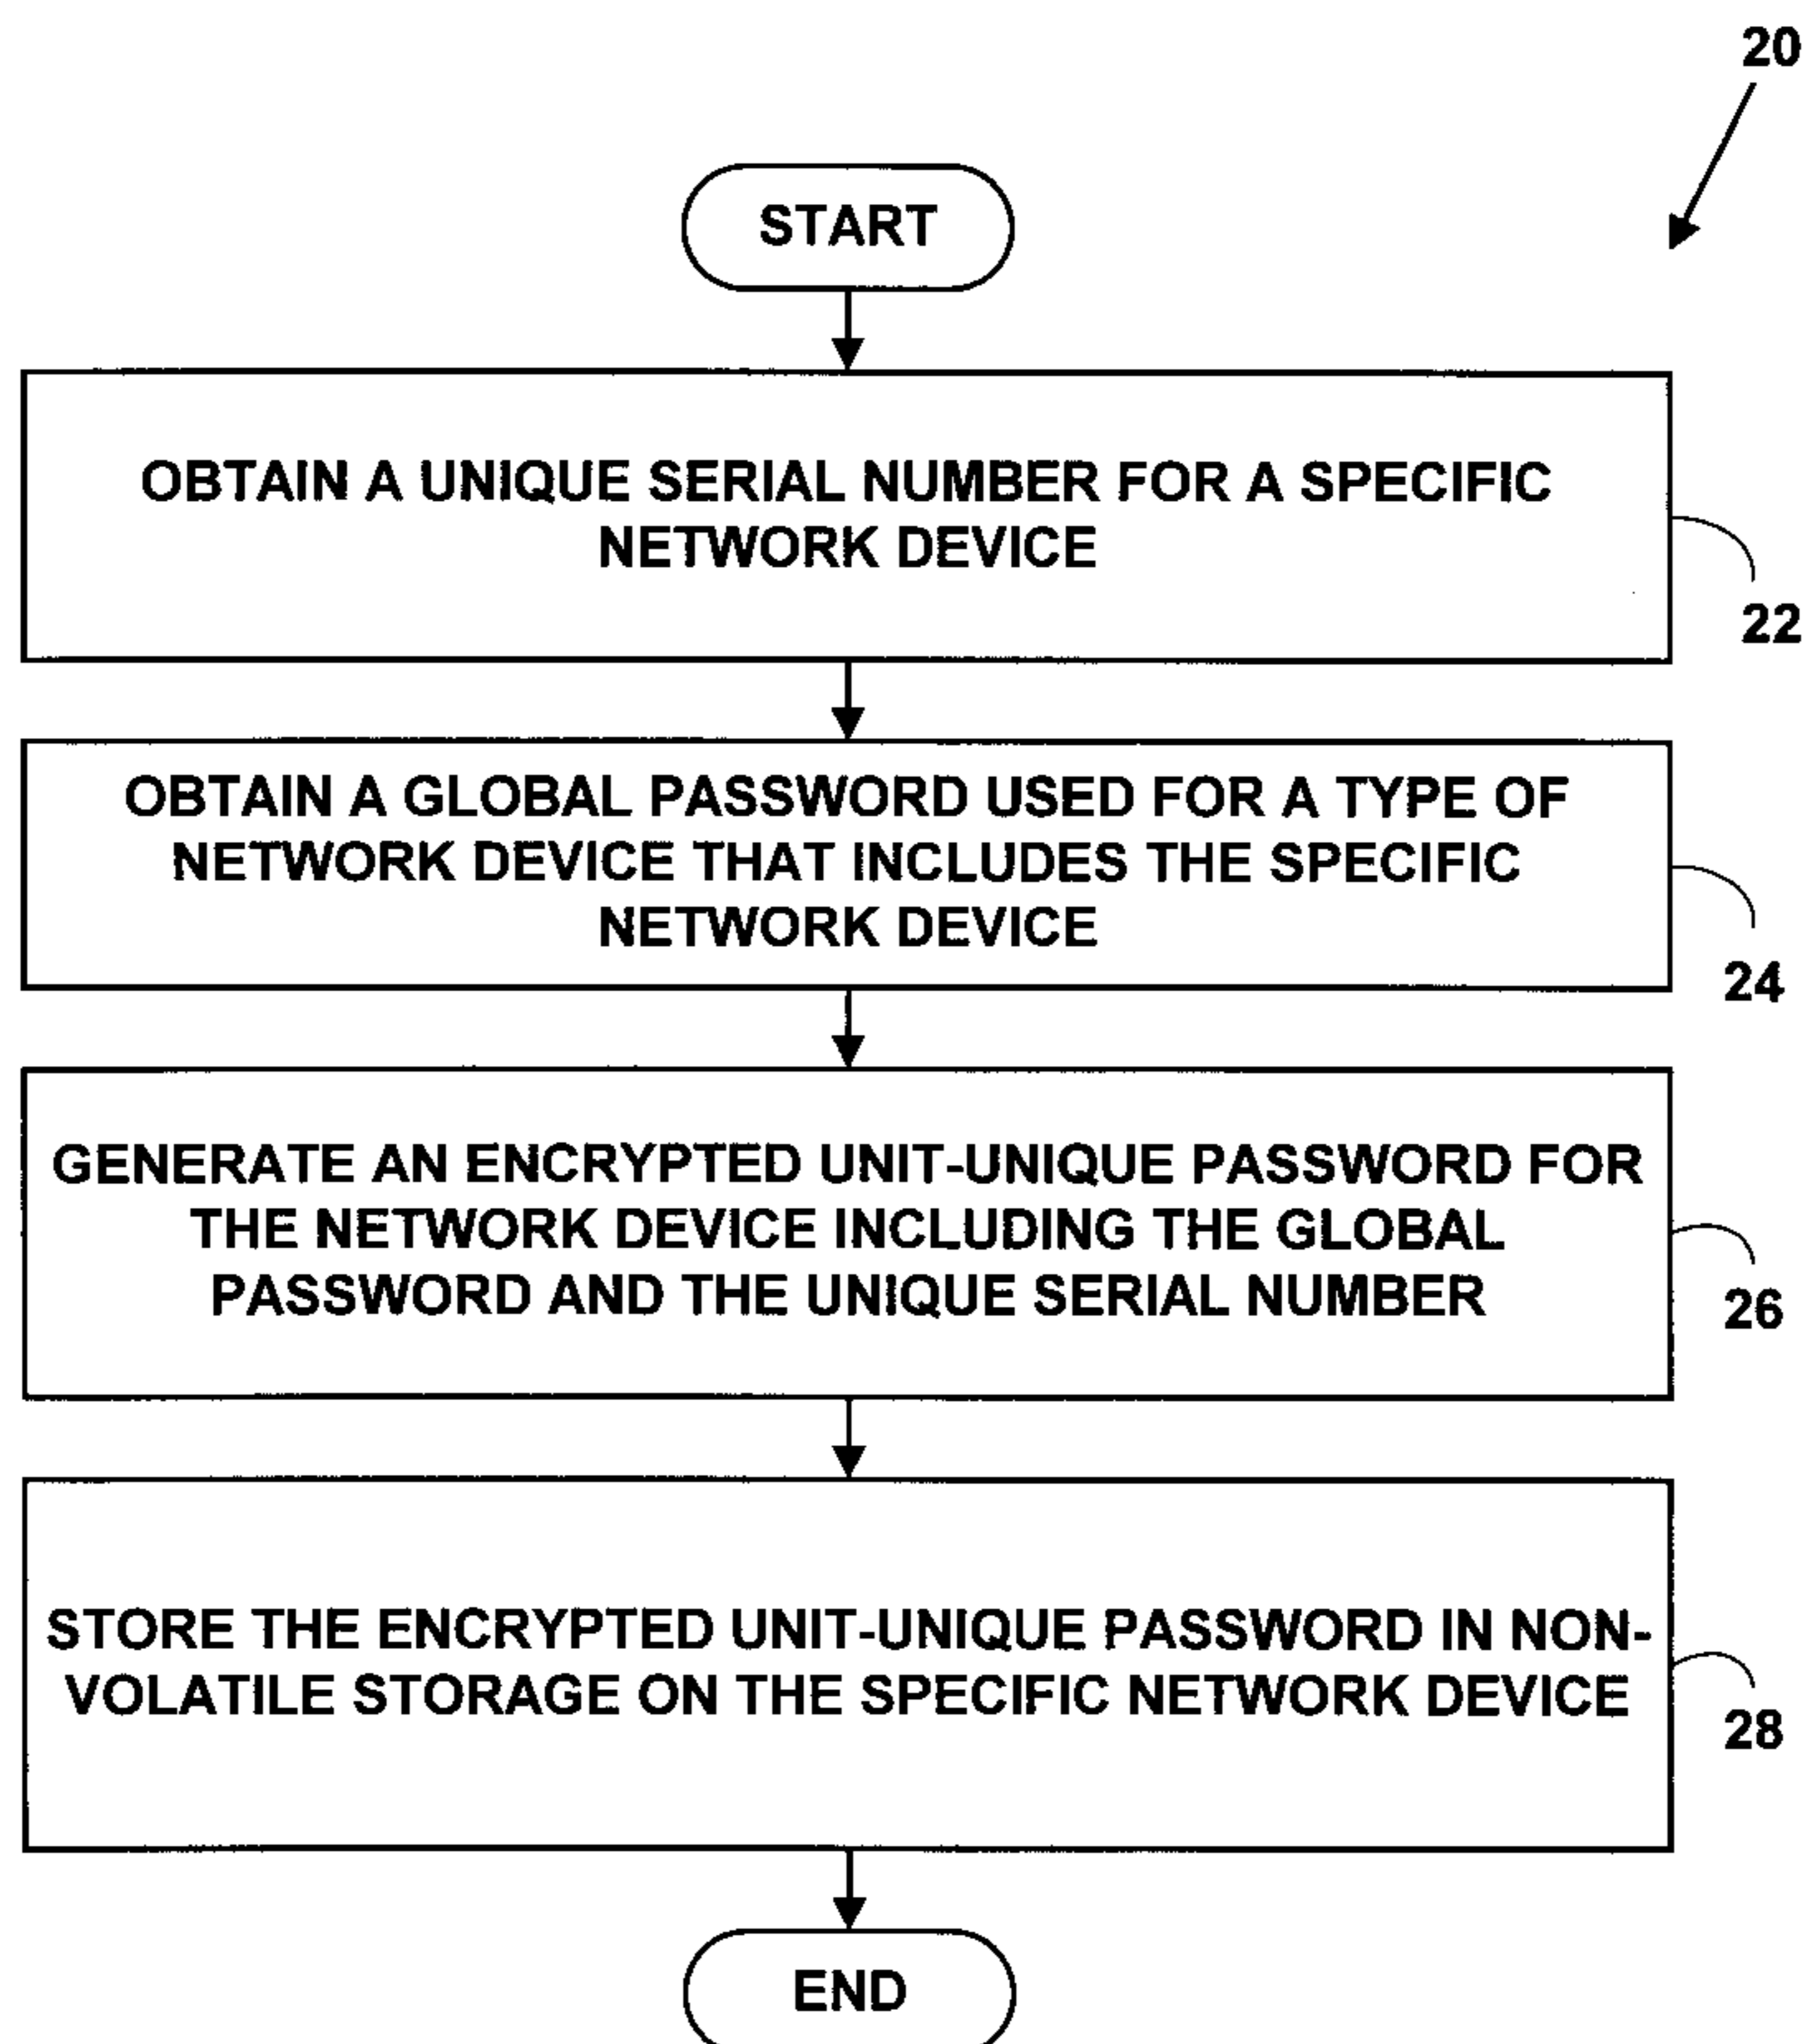 20
START
OBTAIN A UNIQUE SERIAL NUMBER FOR A SPECIFIC
NETWORK DEVICE
22
OBTAIN A GLOBAL PASSWORD USED FOR A TYPE OF
NETWORK DEVICE THAT INCLUDES THE SPECIFIC
NETWORK DEVICE
24
GENERATE AN ENCRYPTED UNIT-UNIQUE PASSWORD FOR
THE NETWORK DEVICE INCLUDING THE GLOBAL
PASSWORD AND THE UNIQUE SERIAL NUMBER
26
STORE THE ENCRYPTED UNIT-UNIQUE PASSWORD IN NON-
VOLATILE STORAGE ON THE SPECIFIC NETWORK DEVICE
28
END